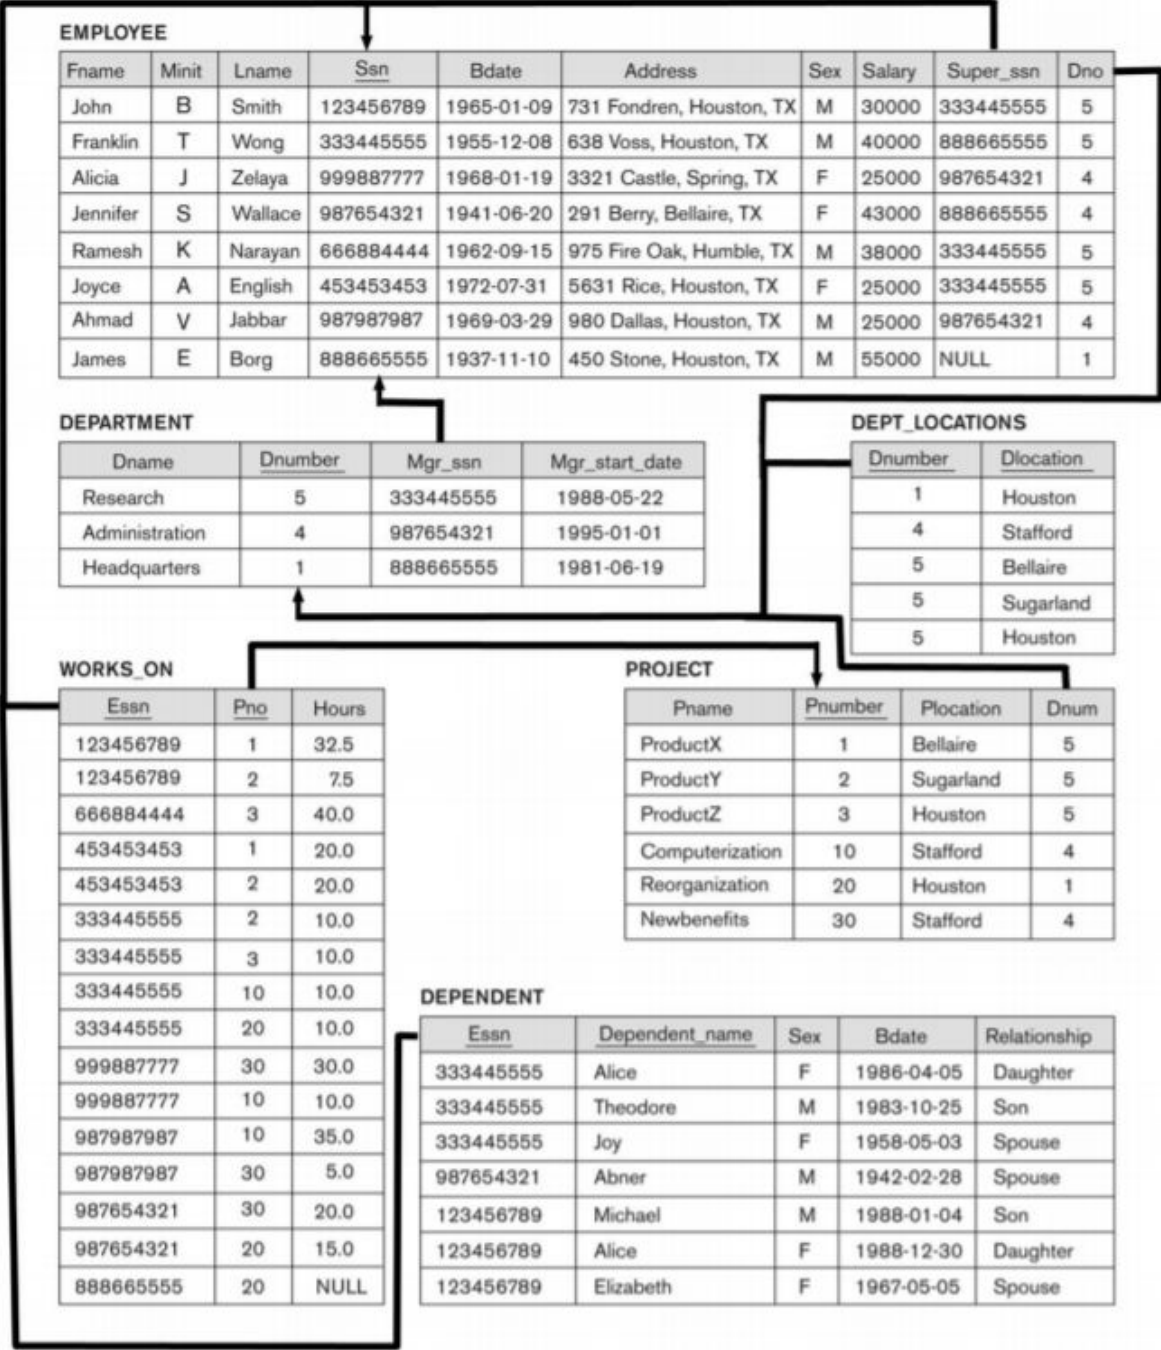 EMPLOYEE
Fname Minit Lname Ssn Bdate Address Sex Salary Super_ssn Dno
John B Smith 123456789 1965-01-09 731 Fondren, Houston, TX M 30000 333445555 5
Franklin T Wong 333445555 1955-12-08 638 Voss, Houston, TX M 40000 888665555 5
Alicia J Zelaya 999887777 1968-01-19 3321 Castle, Spring, TX F 25000 987654321 4
Jennifer S Wallace 987654321 1941-06-20 291 Berry, Bellaire, TX F 43000 888665555 4
Ramesh K Narayan 666884444 1962-09-15 975 Fire Oak, Humble, TX M 38000 333445555 5
Joyce A English 453453453 1972-07-31 5631 Rice, Houston, TX F 25000 333445555 5
Ahmad V Jabbar 987987987 1969-03-29 980 Dallas, Houston, TX M 25000 987654321 4
James E Borg 888665555 1937-11-10 450 Stone, Houston, TX M 55000 NULL 1
DEPARTMENT
Dname Dnumber Mgr_ssn Mgr_start_date
Research 5 333445555 1988-05-22
Administration 4 987654321 1995-01-01
Headquarters 1 888665555 1981-06-19
DEPT_LOCATIONS
Dnumber Dlocation
1 Houston
4 Stafford
5 Bellaire
5 Sugarland
5 Houston
WORKS_ON
Essn Pno Hours
123456789 1 32.5
123456789 2 7.5
666884444 3 40.0
453453453 1 20.0
453453453 2 20.0
333445555 2 10.0
333445555 3 10.0
333445555 10 10.0
333445555 20 10.0
999887777 30 30.0
999887777 10 10.0
987987987 10 35.0
987987987 30 5.0
987654321 30 20.0
987654321 20 15.0
888665555 20 NULL
PROJECT
Pname Pnumber Plocation Dnum
ProductX 1 Bellaire 5
ProductY 2 Sugarland 5
ProductZ 3 Houston 5
Computerization 10 Stafford 4
Reorganization 20 Houston 1
Newbenefits 30 Stafford 4
DEPENDENT
Essn Dependent_name Sex Bdate Relationship
333445555 Alice F 1986-04-05 Daughter
333445555 Theodore M 1983-10-25 Son
333445555 Joy F 1958-05-03 Spouse
987654321 Abner M 1942-02-28 Spouse
123456789 Michael M 1988-01-04 Son
123456789 Alice F 1988-12-30 Daughter
123456789 Elizabeth F 1967-05-05 Spouse